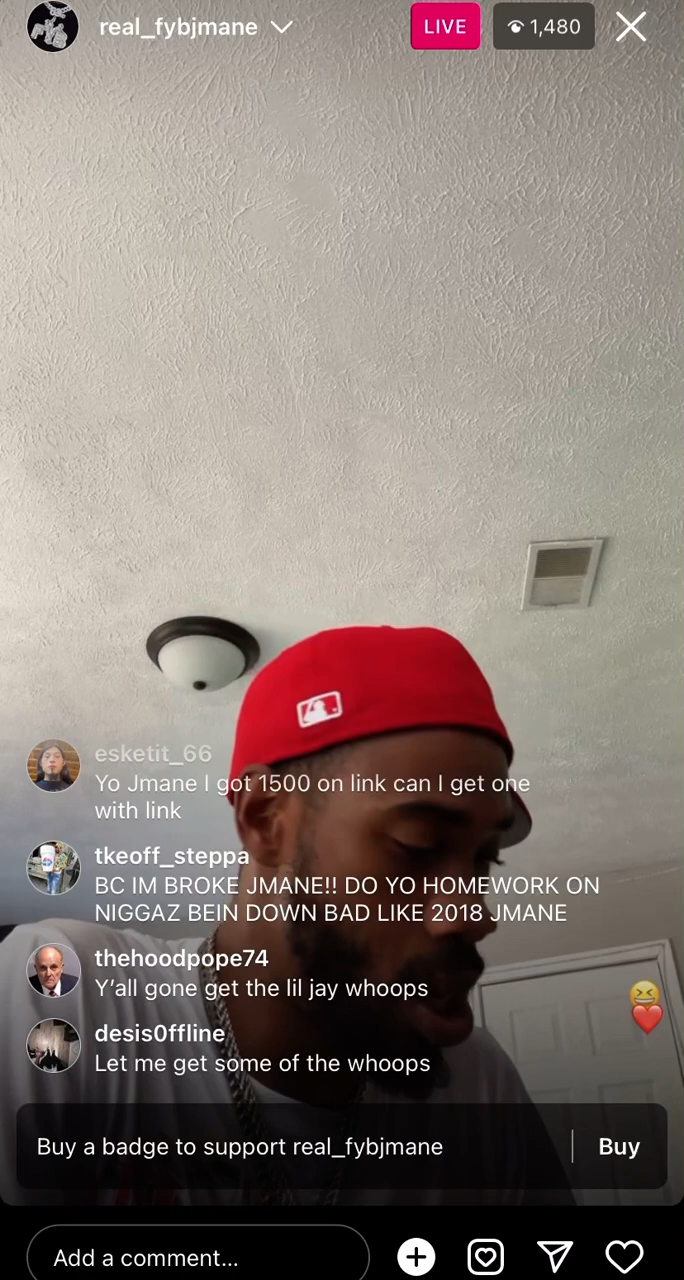 real_fybjmane
LIVE
1,480
esketit_66
Yo Jmane I got 1500 on link can I get one
with link
tkeoff_steppa
BC IM BROKE JMANE!! DO YO HOMEWORK ON
NIGGAZ BEIN DOWN BAD LIKE 2018 JMANE
thehoodpope74
Y’all gone get the lil jay whoops
desis0ffline
Let me get some of the whoops
Buy a badge to support real_fybjmane
Buy
Add a comment...